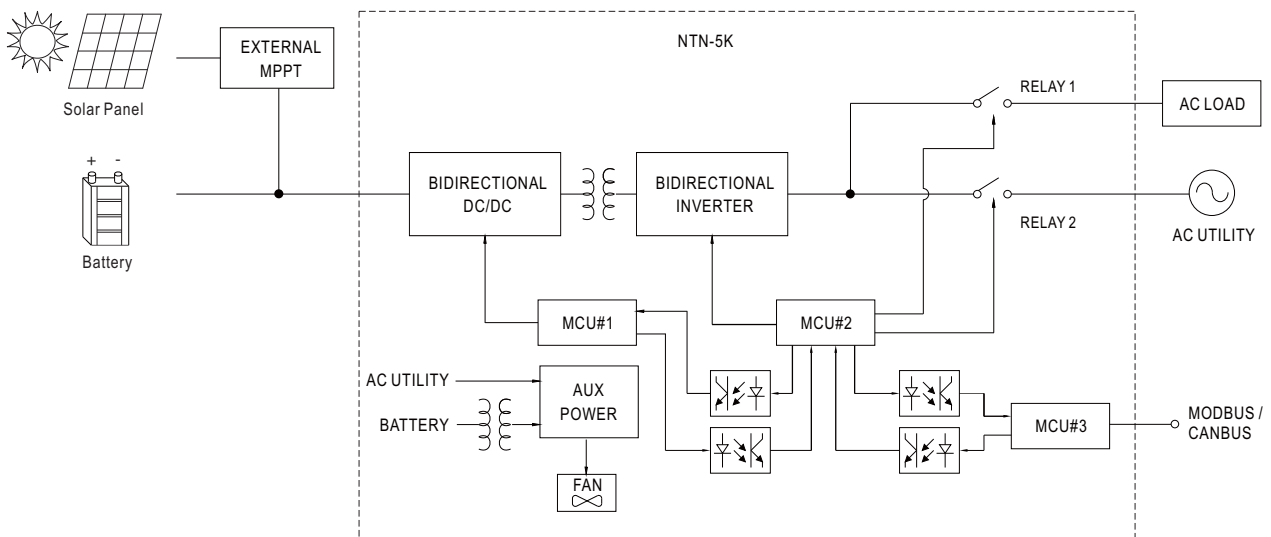 NTN-5K
EXTERNAL
MPPT
Solar Panel
RELAY 1
AC LOAD
+ -
BIDIRECTIONAL
DC/DC
BIDIRECTIONAL
INVERTER
RELAY 2
AC UTILITY
Battery
MCU#1
MCU#2
AC UTILITY
BATTERY
AUX
POWER
MCU#3
MODBUS /
CANBUS
FAN